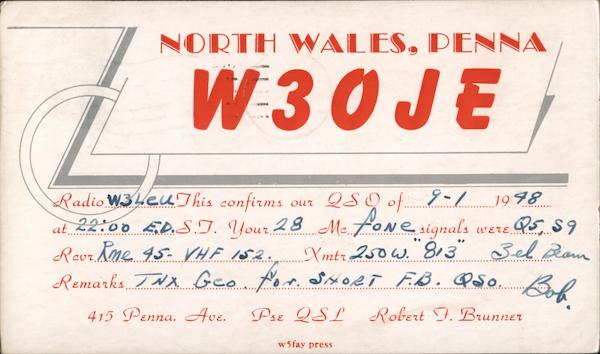 NORTH WALES, PENNA
W3OJE
Radio W3LEU This confirms our QSO of 9-1 1948
at 22:00 E.D.S.T. Your 28 Mc. fone signals were Q5, S9
Rcvr. Rme 45- VHF 152. Xmtr. 250W. "813" 3el Beam
Remarks TNX Geo. for. SHORT F.B. QSO. Bob.
415 Penna. Ave. Pse QSL Robert F. Brunner
w5fay press